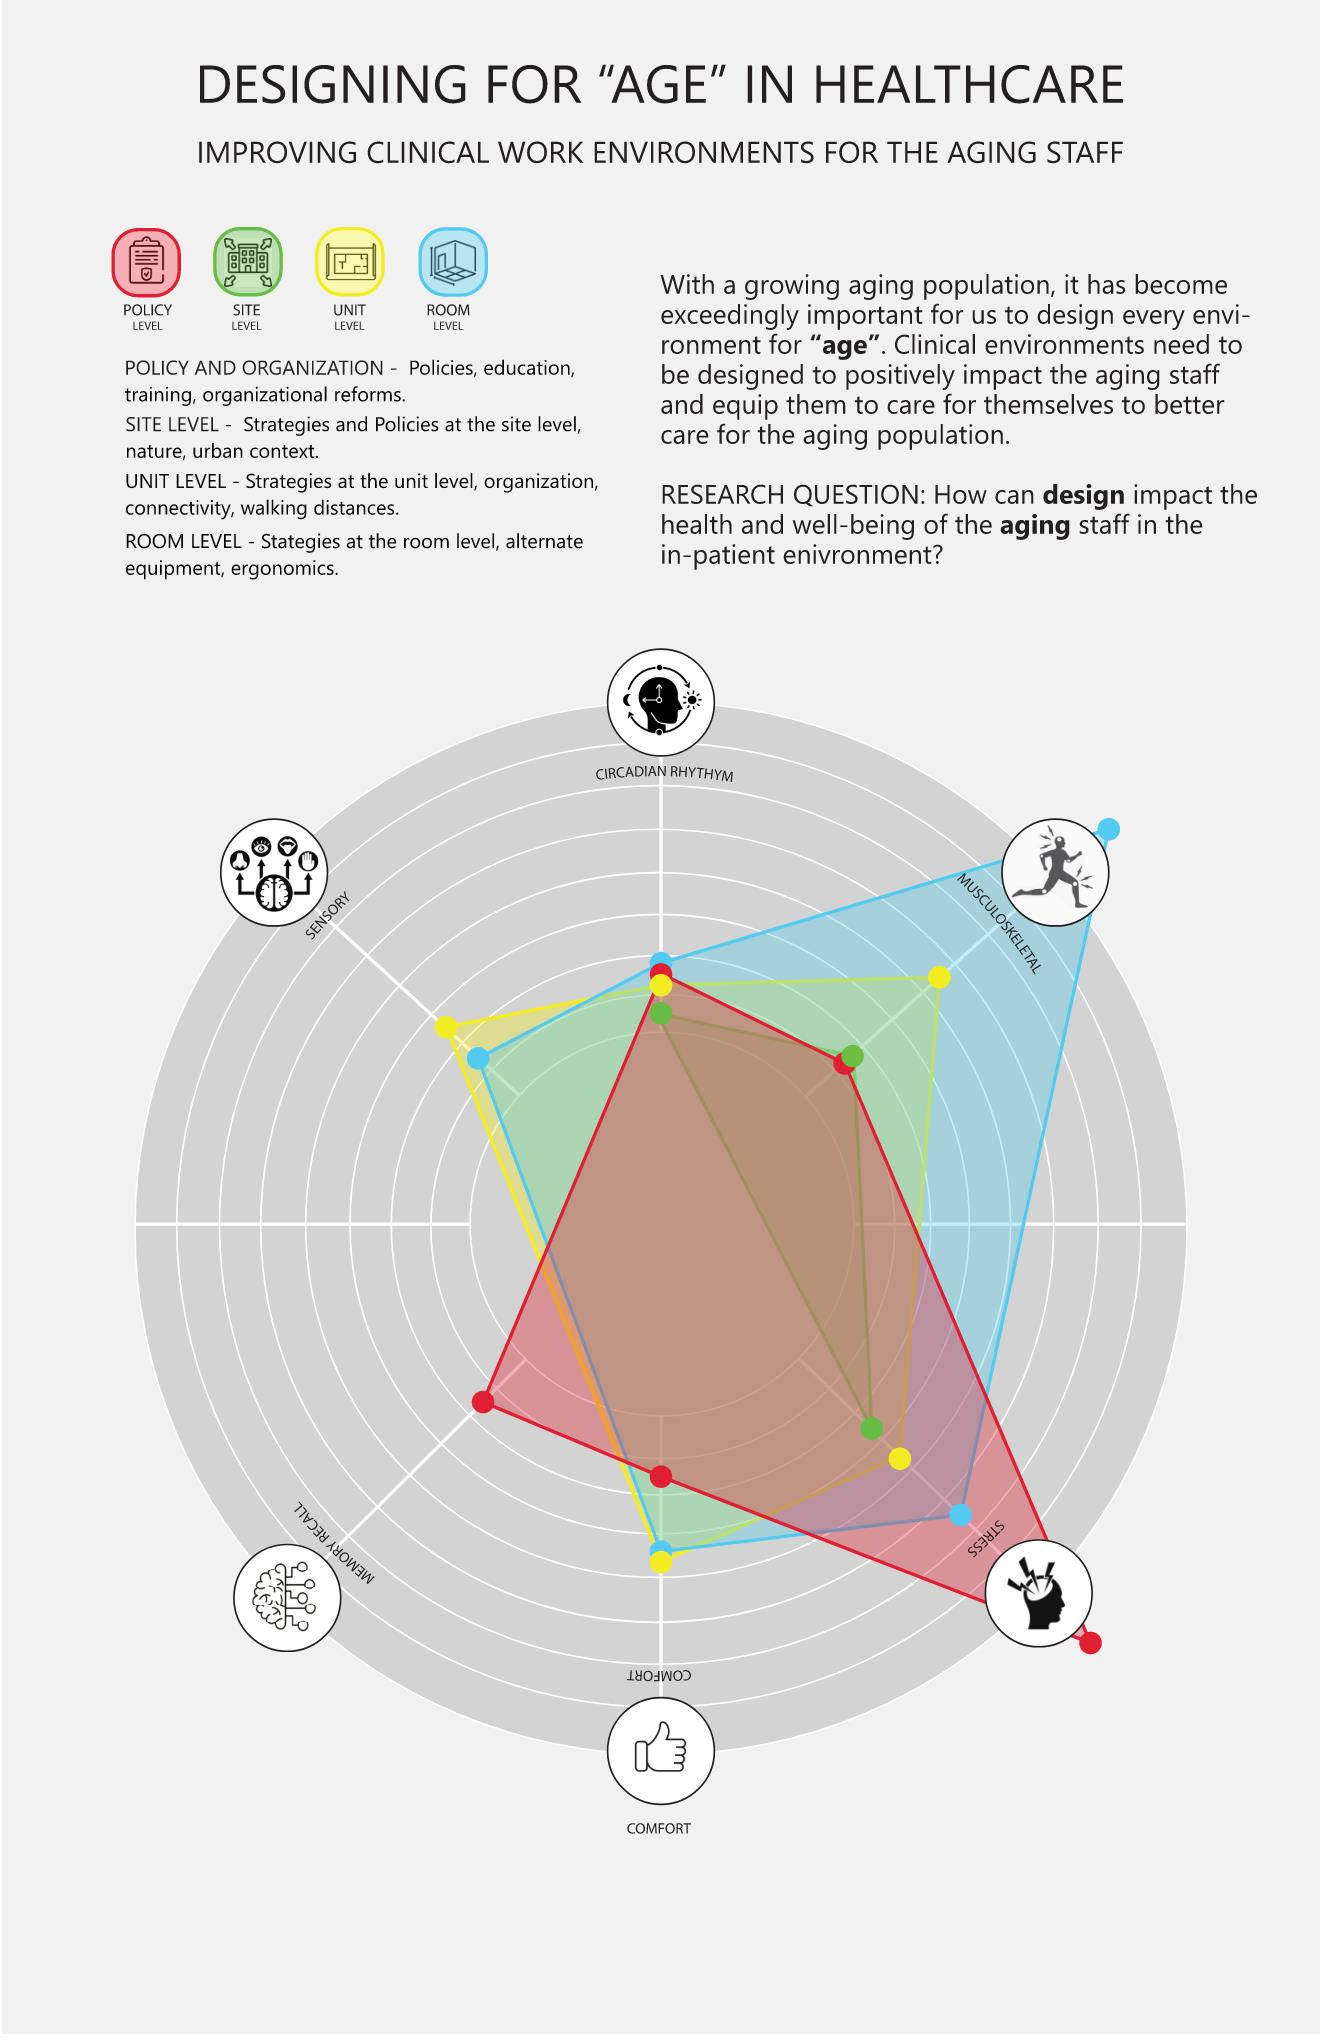 DESIGNING FOR “AGE” IN HEALTHCARE
IMPROVING CLINICAL WORK ENVIRONMENTS FOR THE AGING STAFF
POLICY
LEVEL
SITE
LEVEL
UNIT
LEVEL
ROOM
LEVEL
POLICY AND ORGANIZATION - Policies, education,
training, organizational reforms.
SITE LEVEL - Strategies and Policies at the site level,
nature, urban context.
UNIT LEVEL - Strategies at the unit level, organization,
connectivity, walking distances.
ROOM LEVEL - Stategies at the room level, alternate
equipment, ergonomics.
With a growing aging population, it has become
exceedingly important for us to design every envi-
ronment for “age”. Clinical environments need to
be designed to positively impact the aging staff
and equip them to care for themselves to better
care for the aging population.
RESEARCH QUESTION: How can design impact the
health and well-being of the aging staff in the
in-patient enivronment?
CIRCADIAN RHYTHYM
SENSORY
MUSCULOSKELETAL
MEMORY RECALL
STRESS
COMFORT
COMFORT